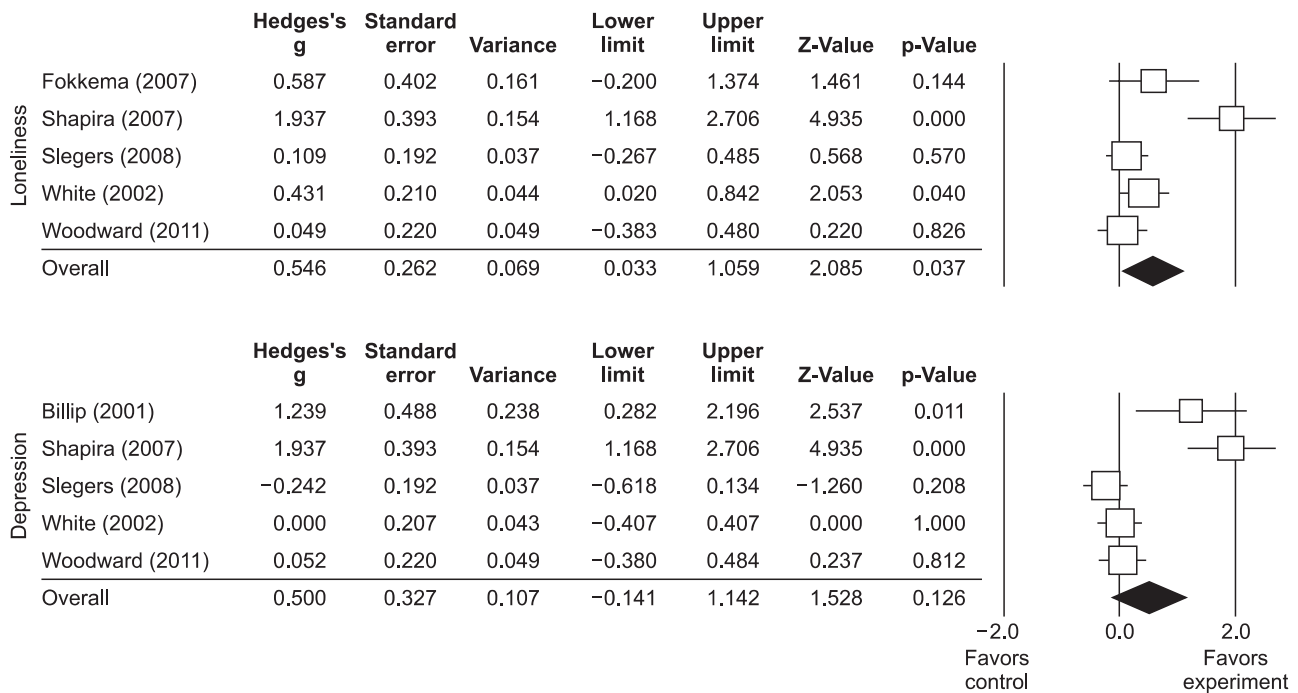 Hedges's Standard Lower Upper
g error Variance limit limit Z-Value p-Value
Loneliness
Fokkema (2007) 0.587 0.402 0.161 −0.200 1.374 1.461 0.144
Shapira (2007) 1.937 0.393 0.154 1.168 2.706 4.935 0.000
Slegers (2008) 0.109 0.192 0.037 −0.267 0.485 0.568 0.570
White (2002) 0.431 0.210 0.044 0.020 0.842 2.053 0.040
Woodward (2011) 0.049 0.220 0.049 −0.383 0.480 0.220 0.826
Overall 0.546 0.262 0.069 0.033 1.059 2.085 0.037
Hedges's Standard Lower Upper
g error Variance limit limit Z-Value p-Value
Depression
Billip (2001) 1.239 0.488 0.238 0.282 2.196 2.537 0.011
Shapira (2007) 1.937 0.393 0.154 1.168 2.706 4.935 0.000
Slegers (2008) −0.242 0.192 0.037 −0.618 0.134 −1.260 0.208
White (2002) 0.000 0.207 0.043 −0.407 0.407 0.000 1.000
Woodward (2011) 0.052 0.220 0.049 −0.380 0.484 0.237 0.812
Overall 0.500 0.327 0.107 −0.141 1.142 1.528 0.126
−2.0 0.0 2.0
Favors Favors
control experiment